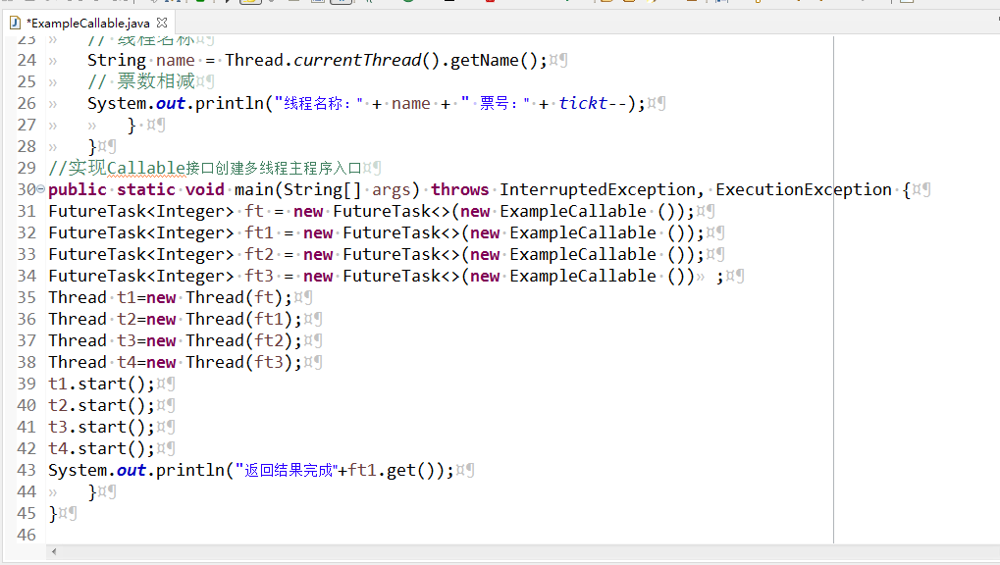 *ExampleCallable.java
23 // 线程名称
24 String name = Thread.currentThread().getName();
25 // 票数相减
26 System.out.println("线程名称：" + name + " 票号：" + tickt--);
27 }
28 }
29 //实现Callable接口创建多线程主程序入口
30 public static void main(String[] args) throws InterruptedException, ExecutionException {
31 FutureTask<Integer> ft = new FutureTask<>(new ExampleCallable ());
32 FutureTask<Integer> ft1 = new FutureTask<>(new ExampleCallable ());
33 FutureTask<Integer> ft2 = new FutureTask<>(new ExampleCallable ());
34 FutureTask<Integer> ft3 = new FutureTask<>(new ExampleCallable ()) ;
35 Thread t1=new Thread(ft);
36 Thread t2=new Thread(ft1);
37 Thread t3=new Thread(ft2);
38 Thread t4=new Thread(ft3);
39 t1.start();
40 t2.start();
41 t3.start();
42 t4.start();
43 System.out.println("返回结果完成"+ft1.get());
44 }
45 }
46